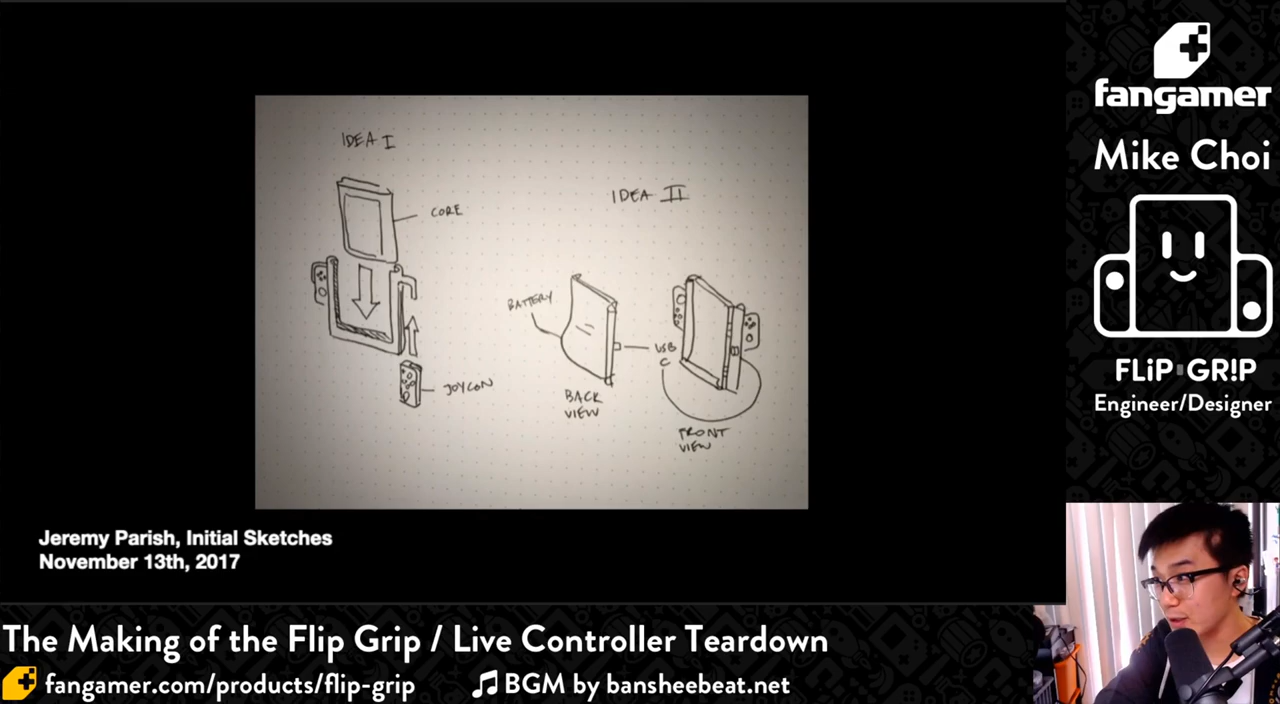 IDEA I
CORE
JOYCON
IDEA II
BATTERY
USB
C
BACK
VIEW
FRONT
VIEW
Jeremy Parish, Initial Sketches
November 13th, 2017
fangamer
Mike Choi
FLiP-GR!P
Engineer/Designer
The Making of the Flip Grip / Live Controller Teardown
fangamer.com/products/flip-grip
BGM by bansheebeat.net